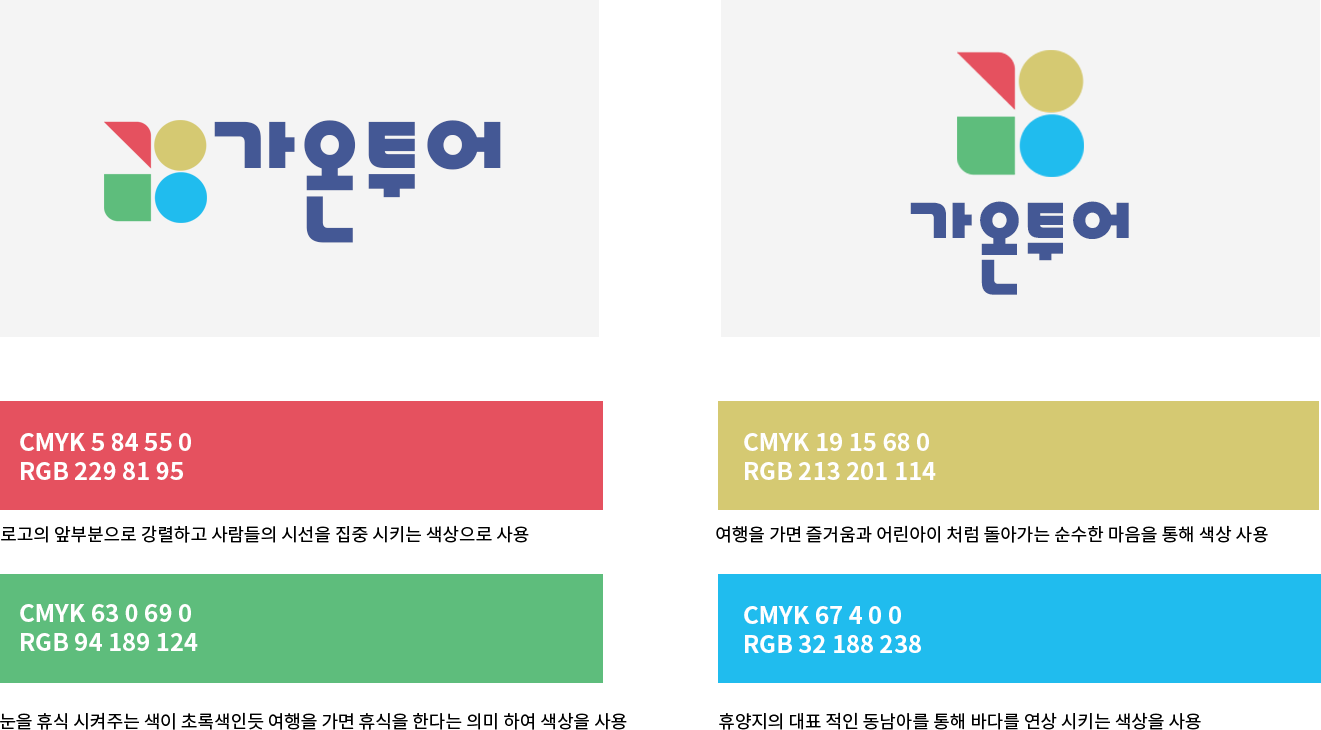 가온투어
가온투어
CMYK 5 84 55 0
RGB 229 81 95
CMYK 19 15 68 0
RGB 213 201 114
로고의 앞부분으로 강렬하고 사람들의 시선을 집중 시키는 색상으로 사용
여행을 가면 즐거움과 어린아이 처럼 돌아가는 순수한 마음을 통해 색상 사용
CMYK 63 0 69 0
RGB 94 189 124
CMYK 67 4 0 0
RGB 32 188 238
눈을 휴식 시켜주는 색이 초록색인듯 여행을 가면 휴식을 한다는 의미 하여 색상을 사용
휴양지의 대표 적인 동남아를 통해 바다를 연상 시키는 색상을 사용